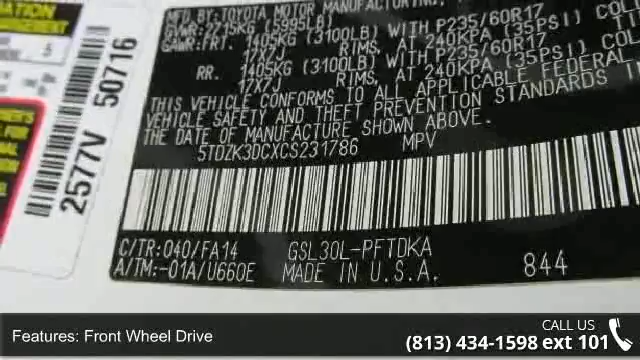 MFD. BY: TOYOTA MOTOR MANUFACTURING,
GVWR: 2715KG (5995LB)
GAWR: FRT. 1405KG (3100LB) WITH P235/60R17
17X7J RIMS, AT 240KPA (35PSI) COLD
RR. 1405KG (3100LB) WITH P235/60R17
17X7J RIMS, AT 240KPA (35PSI)
THIS VEHICLE CONFORMS TO ALL APPLICABLE FEDERAL
VEHICLE SAFETY AND THEFT PREVENTION STANDARDS IN
THE DATE OF MANUFACTURE SHOWN ABOVE.
5TDZK3DCXCS231786 MPV
C/TR: 040/FA14 GSL30L-PFTDKA
A/TM: -01A/U660E MADE IN U.S.A. 844
2577V 50716
Features: Front Wheel Drive
CALL US
(813) 434-1598 ext 101